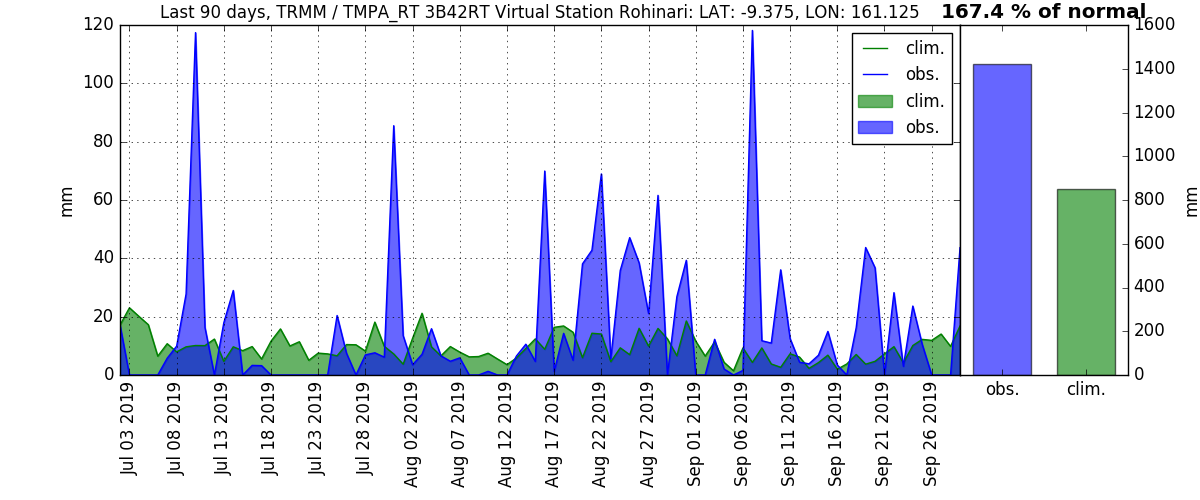 Last 90 days, TRMM / TMPA_RT 3B42RT Virtual Station Rohinari: LAT: -9.375, LON: 161.125
167.4 % of normal
120
100
80
60
40
20
0
mm
clim.
obs.
clim.
obs.
Jul 03 2019
Jul 08 2019
Jul 13 2019
Jul 18 2019
Jul 23 2019
Jul 28 2019
Aug 02 2019
Aug 07 2019
Aug 12 2019
Aug 17 2019
Aug 22 2019
Aug 27 2019
Sep 01 2019
Sep 06 2019
Sep 11 2019
Sep 16 2019
Sep 21 2019
Sep 26 2019
1600
1400
1200
1000
800
600
400
200
0
mm
obs.
clim.